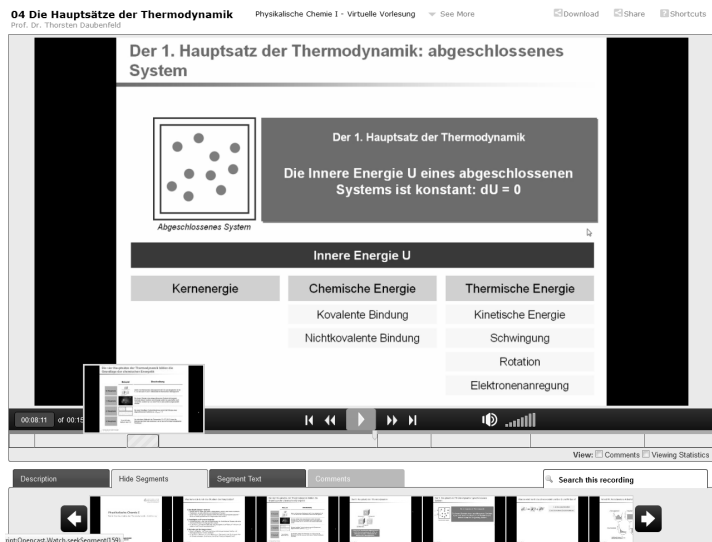 04 Die Hauptsätze der Thermodynamik
Physikalische Chemie I - Virtuelle Vorlesung
See More
Download
Share
Shortcuts
Prof. Dr. Thorsten Daubenfeld
Der 1. Hauptsatz der Thermodynamik: abgeschlossenes
System
Der 1. Hauptsatz der Thermodynamik
Die Innere Energie U eines abgeschlossenen
Systems ist konstant: dU = 0
Abgeschlossenes System
Innere Energie U
Kernenergie
Chemische Energie
Thermische Energie
Kovalente Bindung
Kinetische Energie
Nichtkovalente Bindung
Schwingung
Rotation
Elektronenanregung
00:08:11
of 00:15
View:
Comments
Viewing Statistics
Description
Hide Segments
Segment Text
Comments
Search this recording
ript:Opencast.Watch.seekSegment(159)